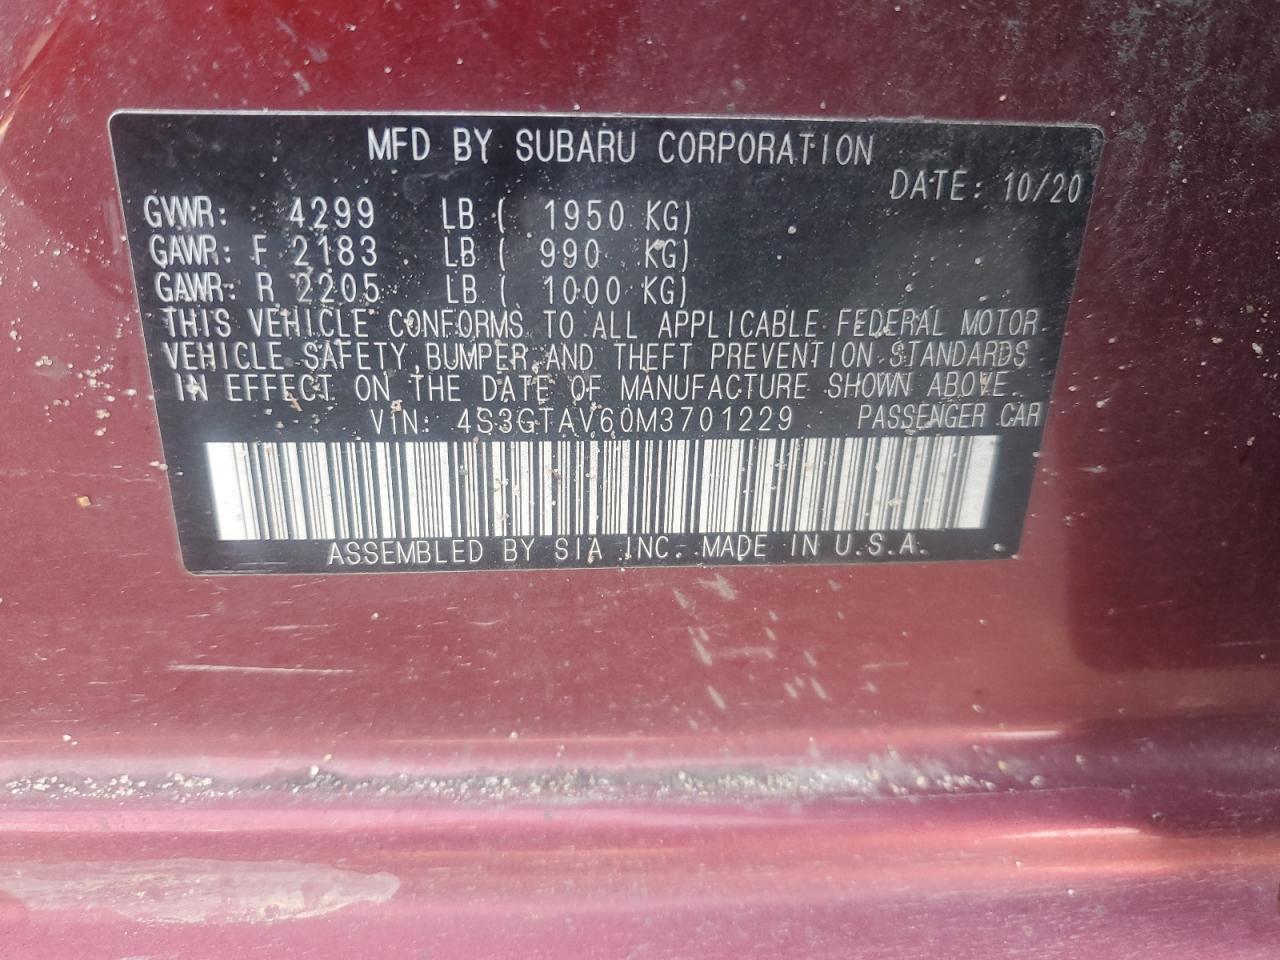 MFD BY SUBARU CORPORATION
DATE: 10/20
GVWR: 4299 LB ( 1950 KG)
GAWR: F 2183 LB ( 990 KG)
GAWR: R 2205 LB ( 1000 KG)
THIS VEHICLE CONFORMS TO ALL APPLICABLE FEDERAL MOTOR
VEHICLE SAFETY, BUMPER, AND THEFT PREVENTION STANDARDS
IN EFFECT ON THE DATE OF MANUFACTURE SHOWN ABOVE.
VIN: 4S3GTAV60M3701229 PASSENGER CAR
ASSEMBLED BY SIA INC. MADE IN U.S.A.